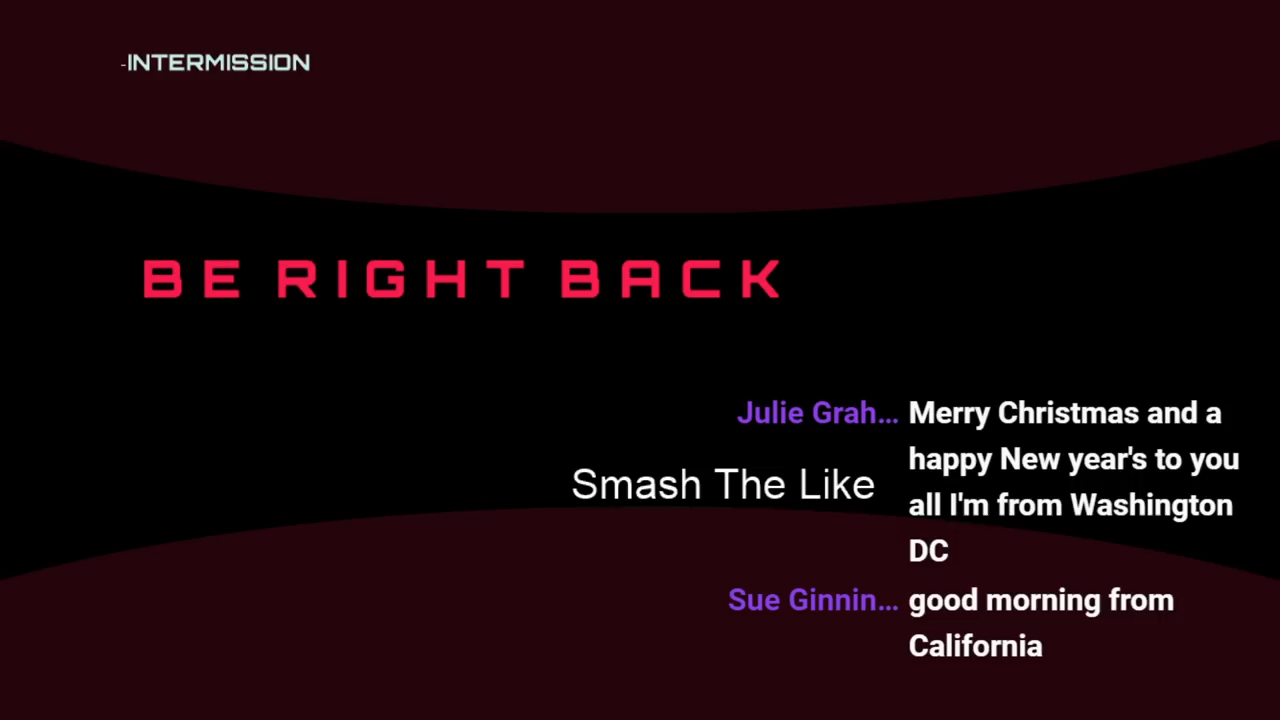 -INTERMISSION
BE RIGHT BACK
Julie Grah... Merry Christmas and a
happy New year's to you
Smash The Like
all I'm from Washington
DC
Sue Ginnin... good morning from
California